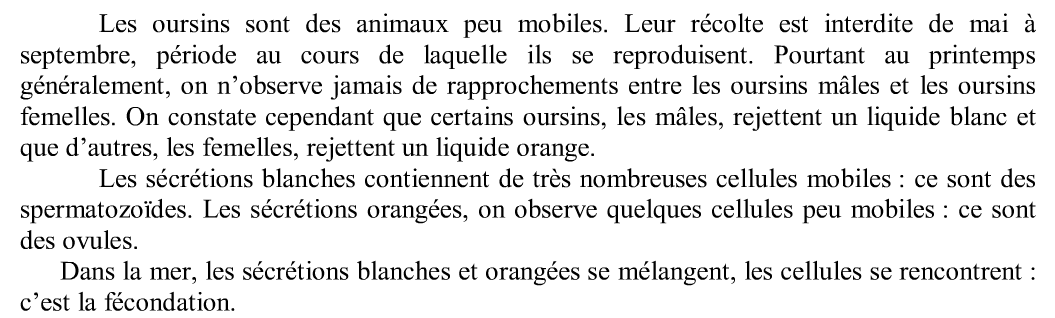 Les oursins sont des animaux peu mobiles. Leur récolte est interdite de mai à
septembre, période au cours de laquelle ils se reproduisent. Pourtant au printemps
généralement, on n’observe jamais de rapprochements entre les oursins mâles et les oursins
femelles. On constate cependant que certains oursins, les mâles, rejettent un liquide blanc et
que d’autres, les femelles, rejettent un liquide orange.
Les sécrétions blanches contiennent de très nombreuses cellules mobiles : ce sont des
spermatozoïdes. Les sécrétions orangées, on observe quelques cellules peu mobiles : ce sont
des ovules.
Dans la mer, les sécrétions blanches et orangées se mélangent, les cellules se rencontrent :
c’est la fécondation.